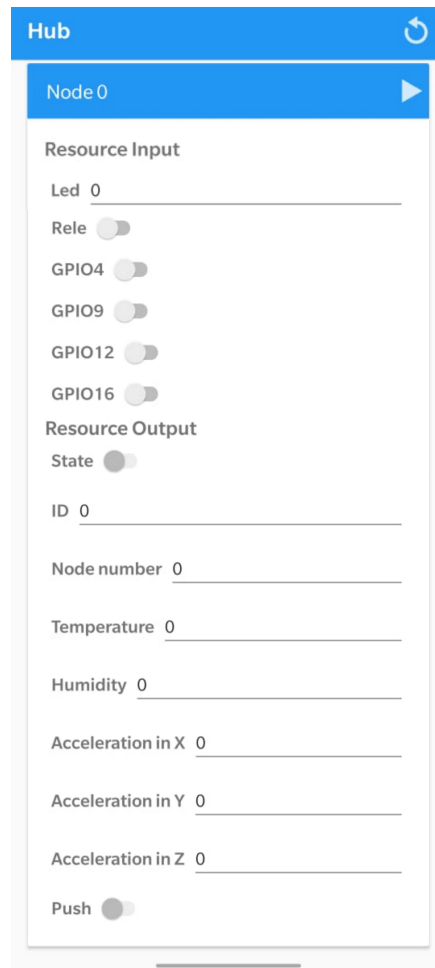 Hub
Node 0
Resource Input
Led 0
Rele
GPIO4
GPIO9
GPIO12
GPIO16
Resource Output
State
ID 0
Node number 0
Temperature 0
Humidity 0
Acceleration in X 0
Acceleration in Y 0
Acceleration in Z 0
Push